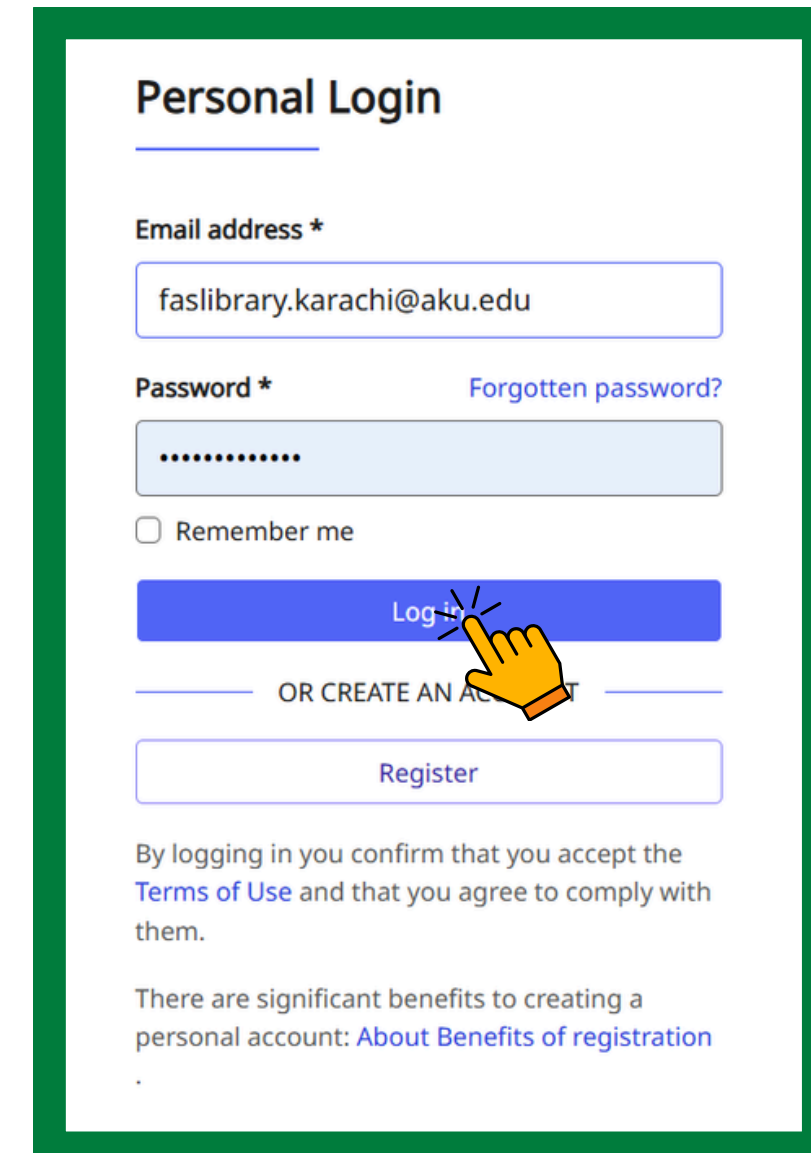 Personal Login
Email address *
faslibrary.karachi@aku.edu
Password * Forgotten password?
•••••••••••••
Remember me
Log in
OR CREATE AN
Register
By logging in you confirm that you accept the
Terms of Use and that you agree to comply with
them.
There are significant benefits to creating a
personal account: About Benefits of registration
.